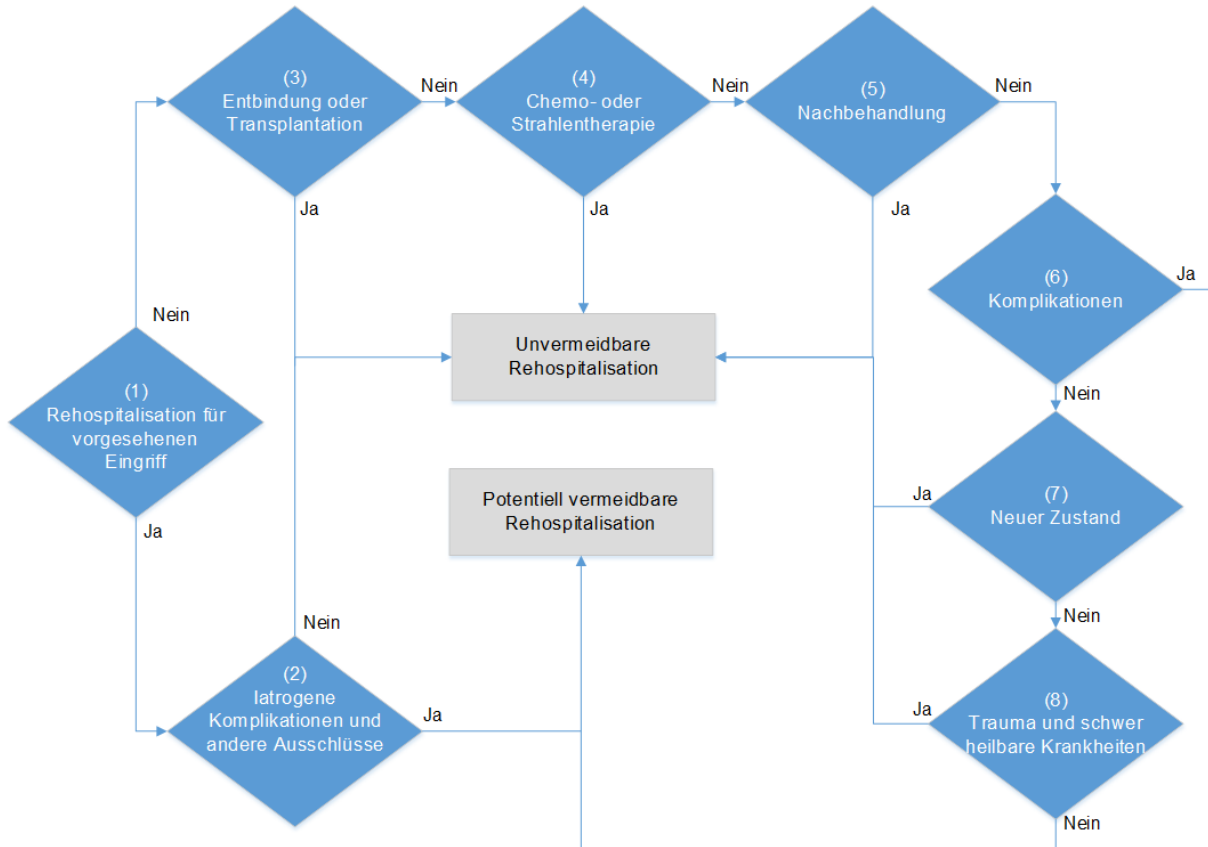 (3)
Entbindung oder
Transplantation
Nein
(4)
Chemo- oder
Strahlentherapie
Nein
(5)
Nachbehandlung
Nein
Ja
Ja
Ja
(6)
Komplikationen
Ja
Nein
Nein
Unvermeidbare
Rehospitalisation
(1)
Rehospitalisation für
vorgesehenen
Eingriff
Ja
Potentiell vermeidbare
Rehospitalisation
Ja
(7)
Neuer Zustand
Nein
Nein
(2)
Iatrogene
Komplikationen und
andere Ausschlüsse
Ja
Ja
(8)
Trauma und schwer
heilbare Krankheiten
Nein